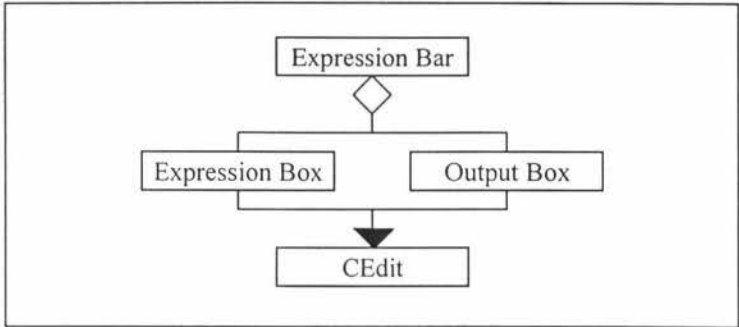 Expression Bar
Expression Box
Output Box
CEdit